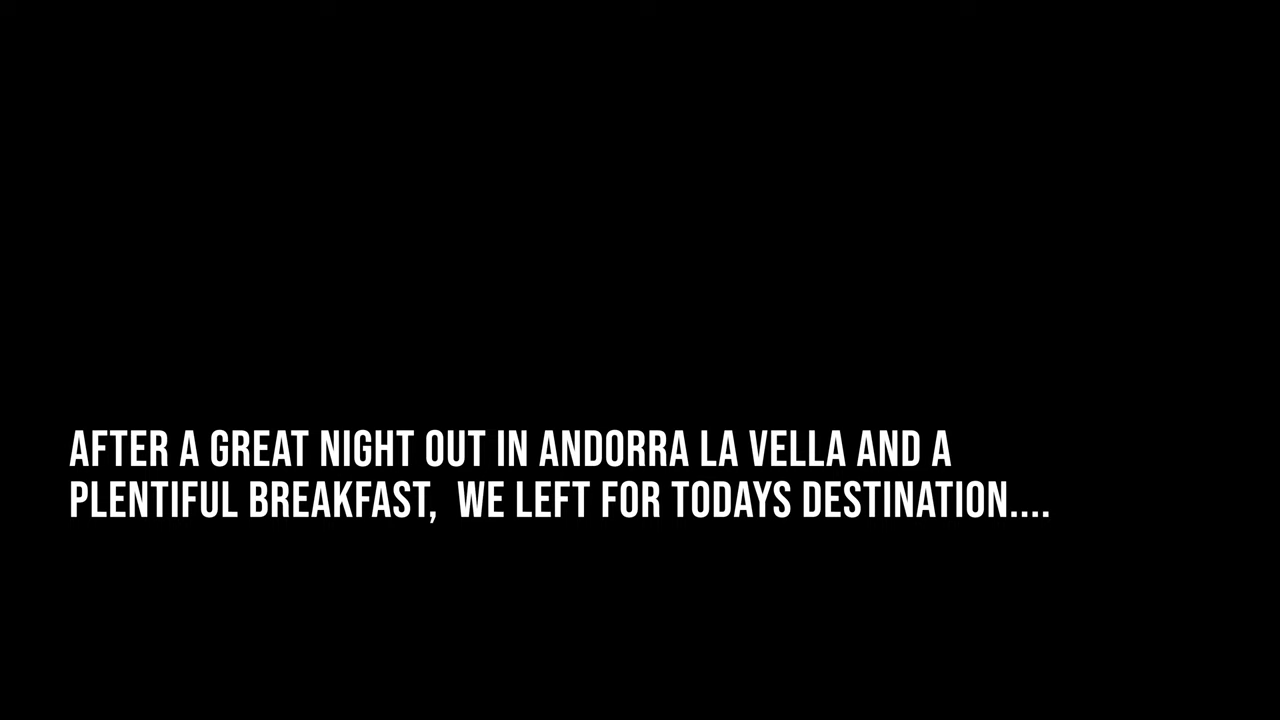 AFTER A GREAT NIGHT OUT IN ANDORRA LA VELLA AND A
PLENTIFUL BREAKFAST,  WE LEFT FOR TODAYS DESTINATION....